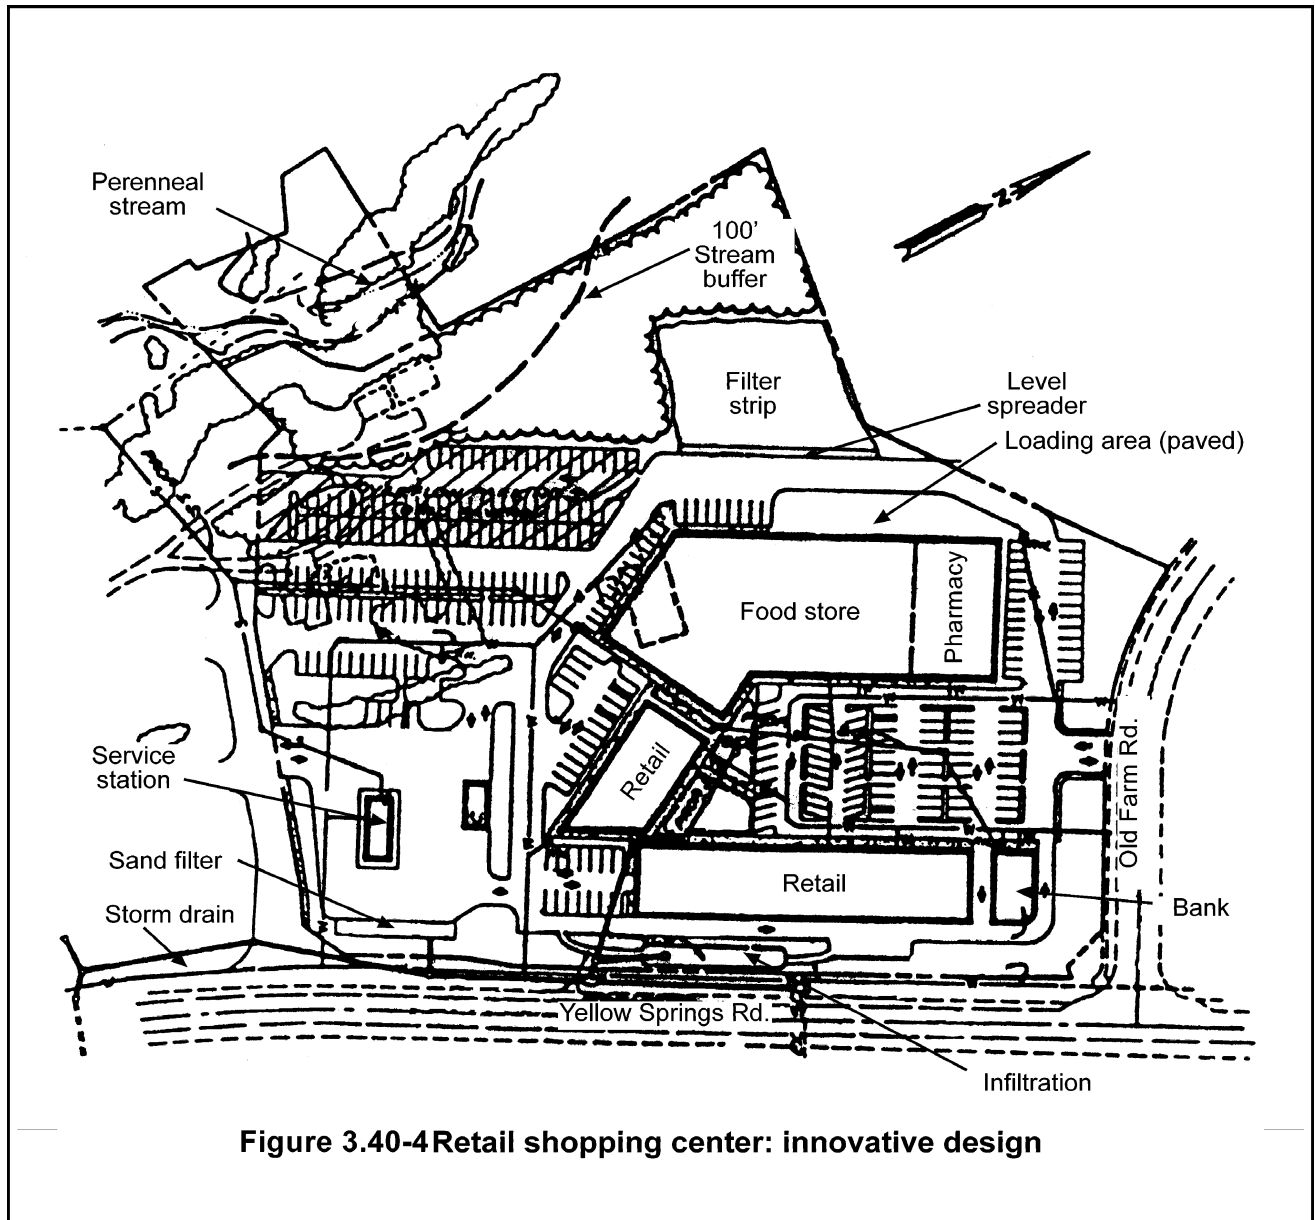 Perenneal
stream
100’
Stream
buffer
N
Filter
strip
Level
spreader
Loading area (paved)
Food store
Pharmacy
Retail
Old Farm Rd.
Service
station
Sand filter
Retail
Storm drain
Bank
Yellow Springs Rd.
Infiltration
Figure 3.40-4 Retail shopping center: innovative design